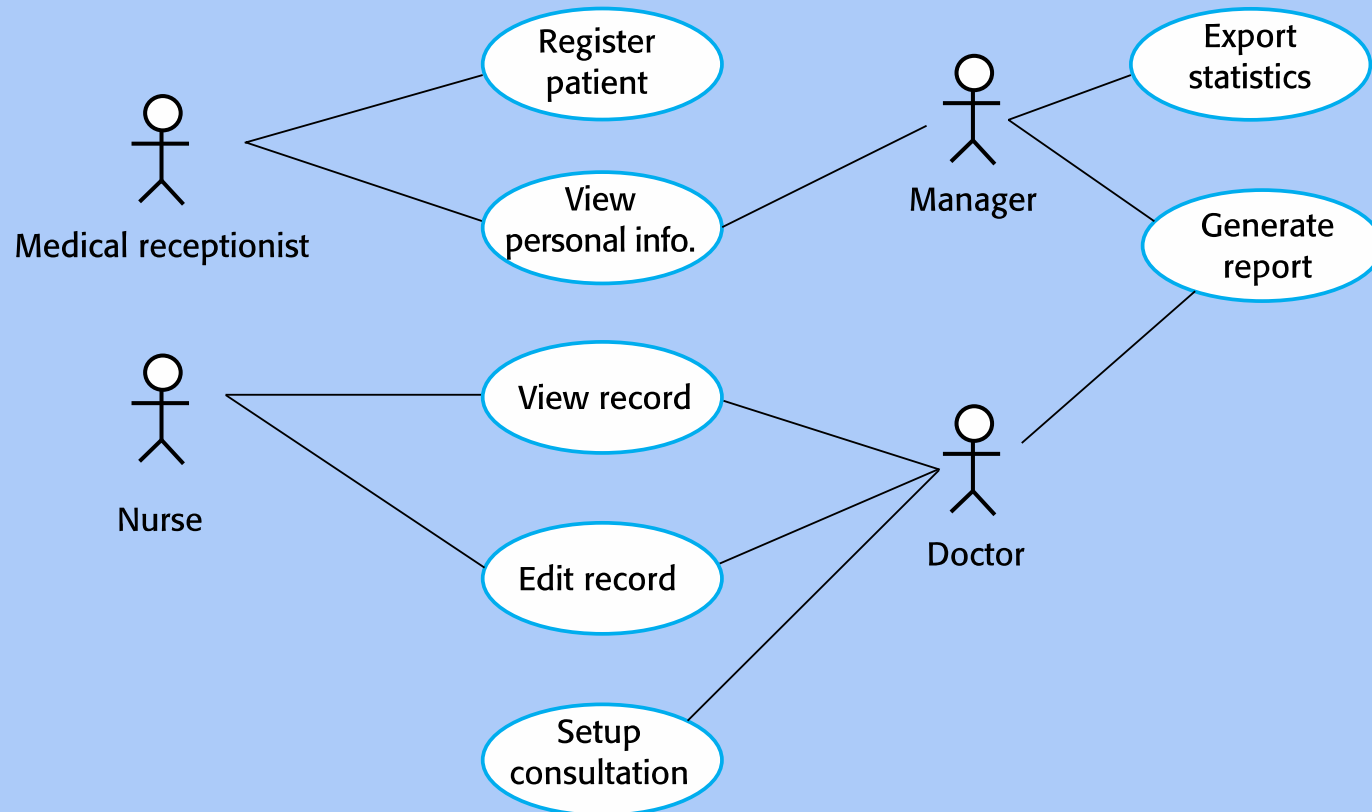 Register
patient
Export
statistics
Medical receptionist
View
personal info.
Manager
Generate
report
Nurse
View record
Edit record
Doctor
Setup
consultation